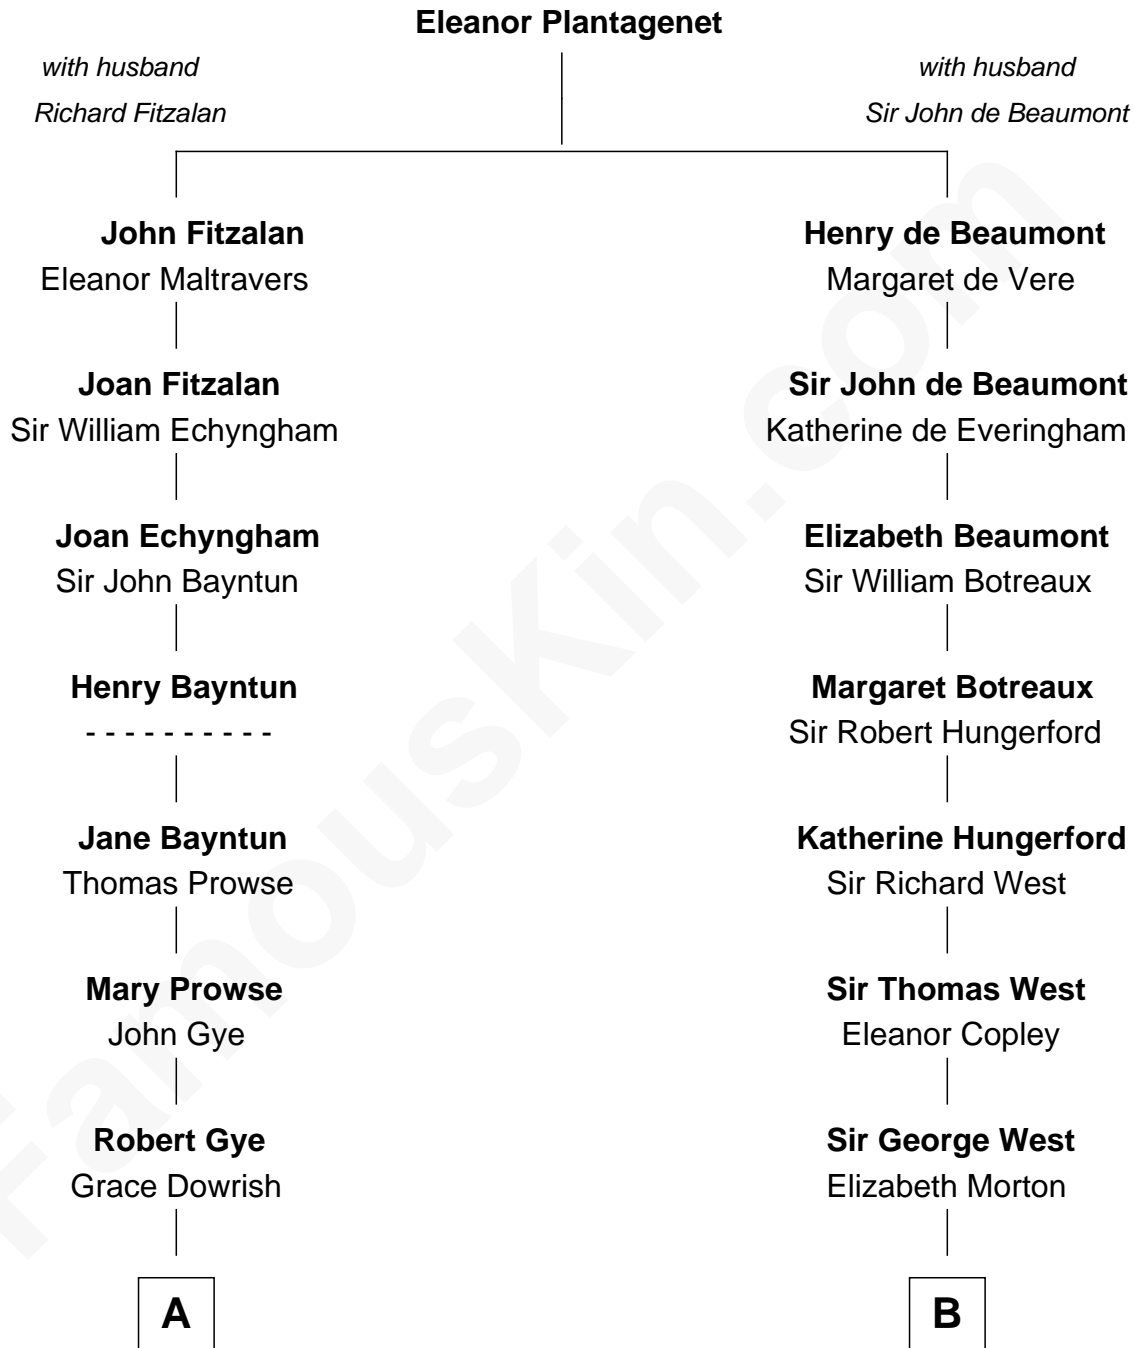 Eleanor Plantagenet
with husband
Richard Fitzalan
with husband
Sir John de Beaumont
John Fitzalan
Eleanor Maltravers
Henry de Beaumont
Margaret de Vere
Joan Fitzalan
Sir William Echyngham
Sir John de Beaumont
Katherine de Everingham
Joan Echyngham
Sir John Bayntun
Elizabeth Beaumont
Sir William Botreaux
Henry Bayntun
- - - - - - - - - -
Margaret Botreaux
Sir Robert Hungerford
Jane Bayntun
Thomas Prowse
Katherine Hungerford
Sir Richard West
Mary Prowse
John Gye
Sir Thomas West
Eleanor Copley
Robert Gye
Grace Dowrish
Sir George West
Elizabeth Morton
A
B
FamousKin.com